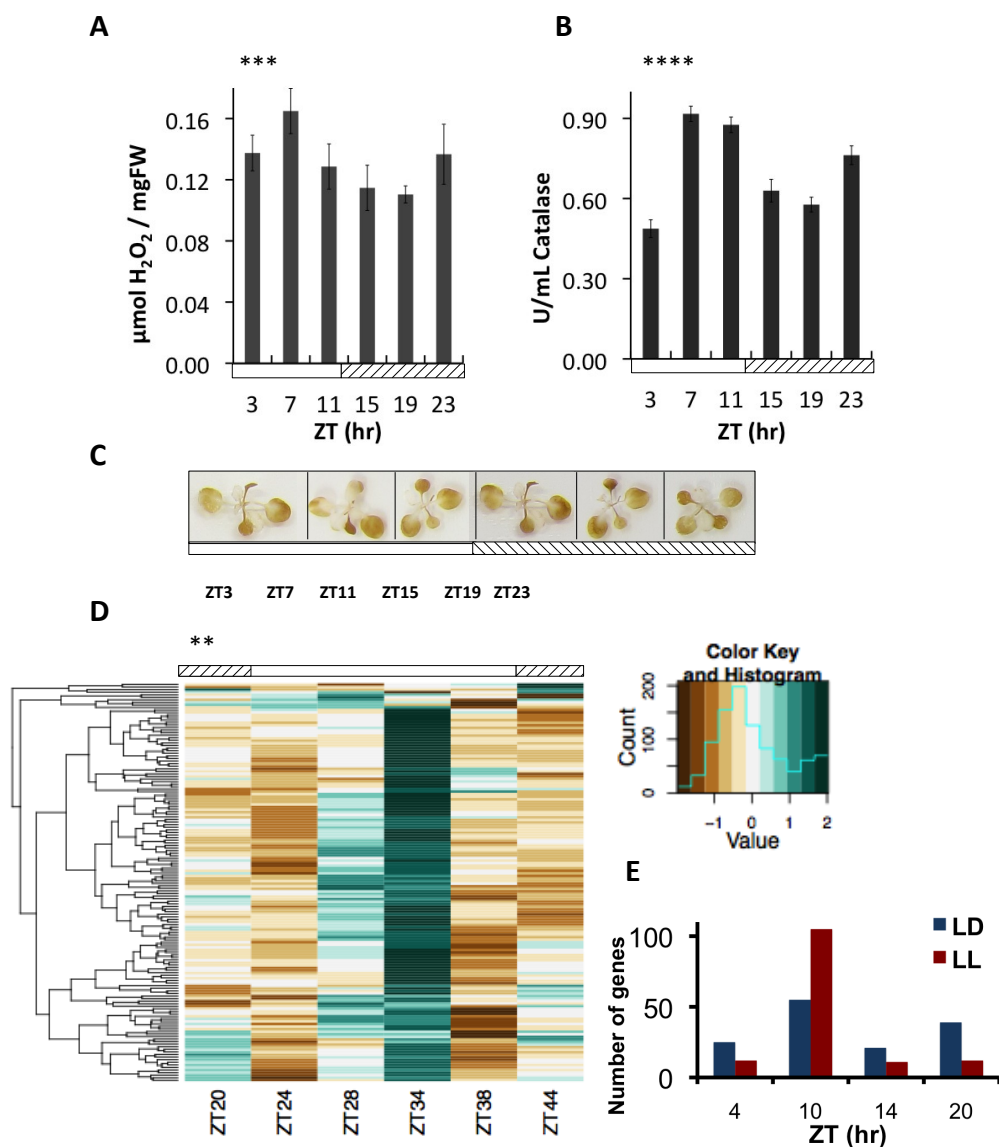 A
***
µmol H₂O₂ / mgFW
0.16
0.12
0.08
0.04
0.00
3 7 11 15 19 23
ZT (hr)
B
****
U/mL Catalase
0.90
0.60
0.30
0.00
3 7 11 15 19 23
ZT (hr)
C
ZT3 ZT7 ZT11 ZT15 ZT19 ZT23
D
**
ZT20 ZT24 ZT28 ZT34 ZT38 ZT44
Color Key
and Histogram
Count
200
100
0
−1 0 1 2
Value
E
Number of genes
100
50
0
LD
LL
4 10 14 20
ZT (hr)